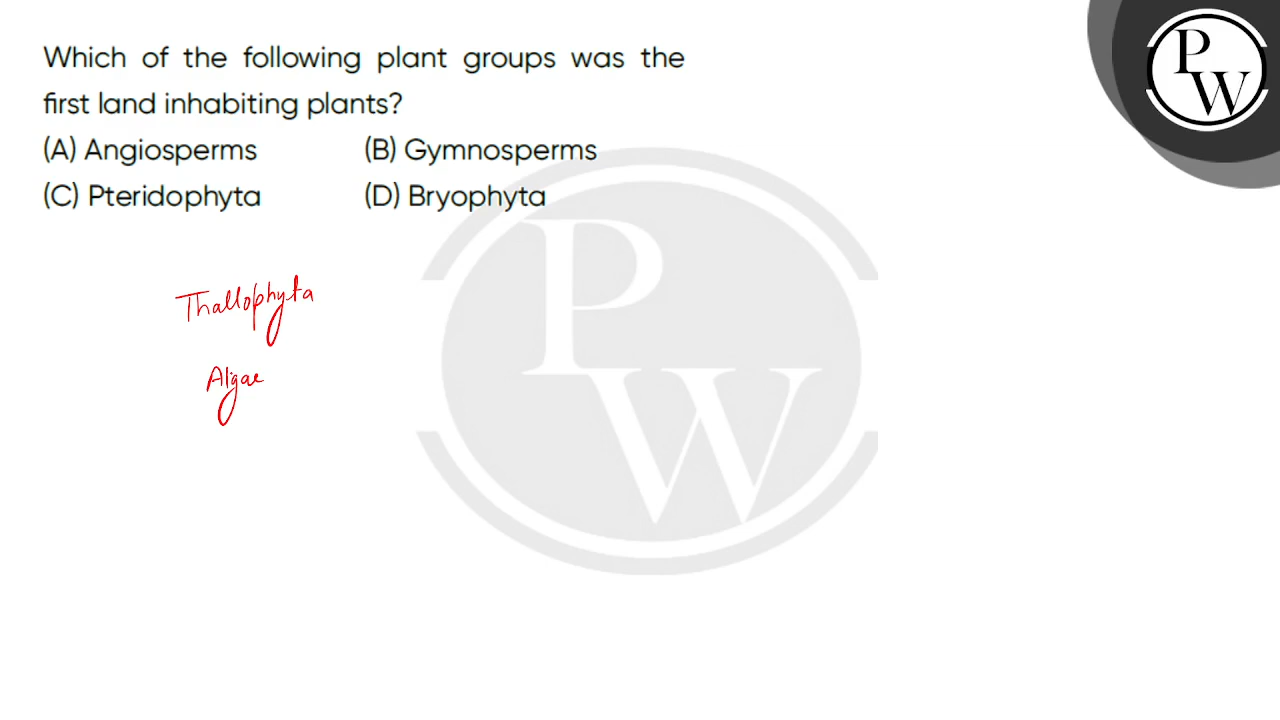 Which of the following plant groups was the
first land inhabiting plants?
(A) Angiosperms (B) Gymnosperms
(C) Pteridophyta (D) Bryophyta
Thallophyta
Algae
P
W
P
W